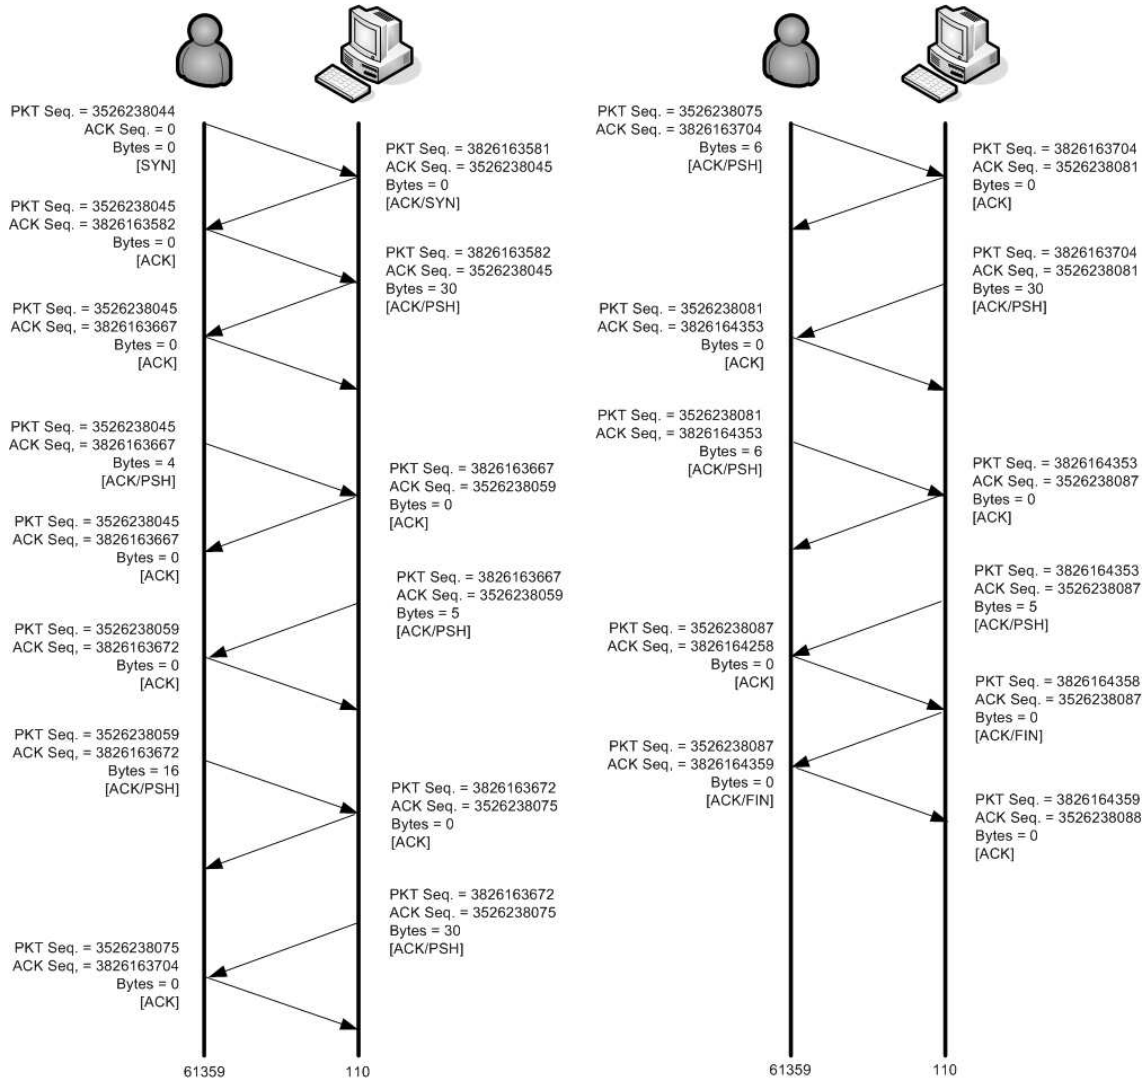 PKT Seq. = 3526238044
ACK Seq. = 0
Bytes = 0
[SYN]
PKT Seq. = 3826163581
ACK Seq. = 3526238045
Bytes = 0
[ACK/SYN]
PKT Seq. = 3526238045
ACK Seq. = 3826163582
Bytes = 0
[ACK]
PKT Seq. = 3826163582
ACK Seq. = 3526238045
Bytes = 30
[ACK/PSH]
PKT Seq. = 3526238045
ACK Seq, = 3826163667
Bytes = 0
[ACK]
PKT Seq. = 3526238045
ACK Seq, = 3826163667
Bytes = 4
[ACK/PSH]
PKT Seq. = 3826163667
ACK Seq. = 3526238059
Bytes = 0
[ACK]
PKT Seq. = 3526238045
ACK Seq, = 3826163667
Bytes = 0
[ACK]
PKT Seq. = 3826163667
ACK Seq. = 3526238059
Bytes = 5
[ACK/PSH]
PKT Seq. = 3526238059
ACK Seq, = 3826163672
Bytes = 0
[ACK]
PKT Seq. = 3526238059
ACK Seq, = 3826163672
Bytes = 16
[ACK/PSH]
PKT Seq. = 3826163672
ACK Seq. = 3526238075
Bytes = 0
[ACK]
PKT Seq. = 3826163672
ACK Seq. = 3526238075
Bytes = 30
[ACK/PSH]
PKT Seq. = 3526238075
ACK Seq, = 3826163704
Bytes = 0
[ACK]
61359
110
PKT Seq. = 3526238075
ACK Seq. = 3826163704
Bytes = 6
[ACK/PSH]
PKT Seq. = 3826163704
ACK Seq. = 3526238081
Bytes = 0
[ACK]
PKT Seq. = 3826163704
ACK Seq, = 3526238081
Bytes = 30
[ACK/PSH]
PKT Seq. = 3526238081
ACK Seq. = 3826164353
Bytes = 0
[ACK]
PKT Seq. = 3526238081
ACK Seq, = 3826164353
Bytes = 6
[ACK/PSH]
PKT Seq. = 3826164353
ACK Seq. = 3526238087
Bytes = 0
[ACK]
PKT Seq. = 3826164353
ACK Seq. = 3526238087
Bytes = 5
[ACK/PSH]
PKT Seq. = 3526238087
ACK Seq, = 3826164258
Bytes = 0
[ACK]
PKT Seq. = 3826164358
ACK Seq. = 3526238087
Bytes = 0
[ACK/FIN]
PKT Seq. = 3526238087
ACK Seq, = 3826164359
Bytes = 0
[ACK/FIN]
PKT Seq. = 3826164359
ACK Seq. = 3526238088
Bytes = 0
[ACK]
61359
110